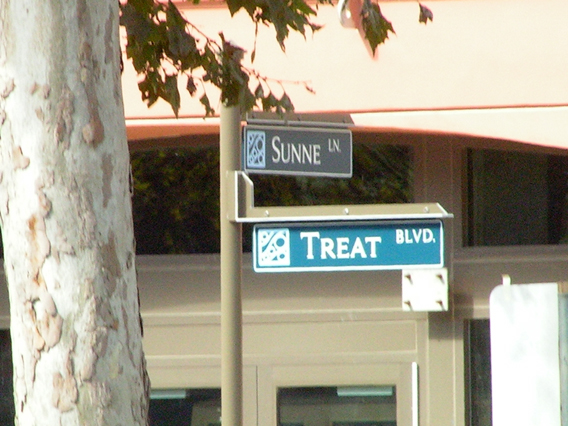 SUNNE LN.
TREAT BLVD.